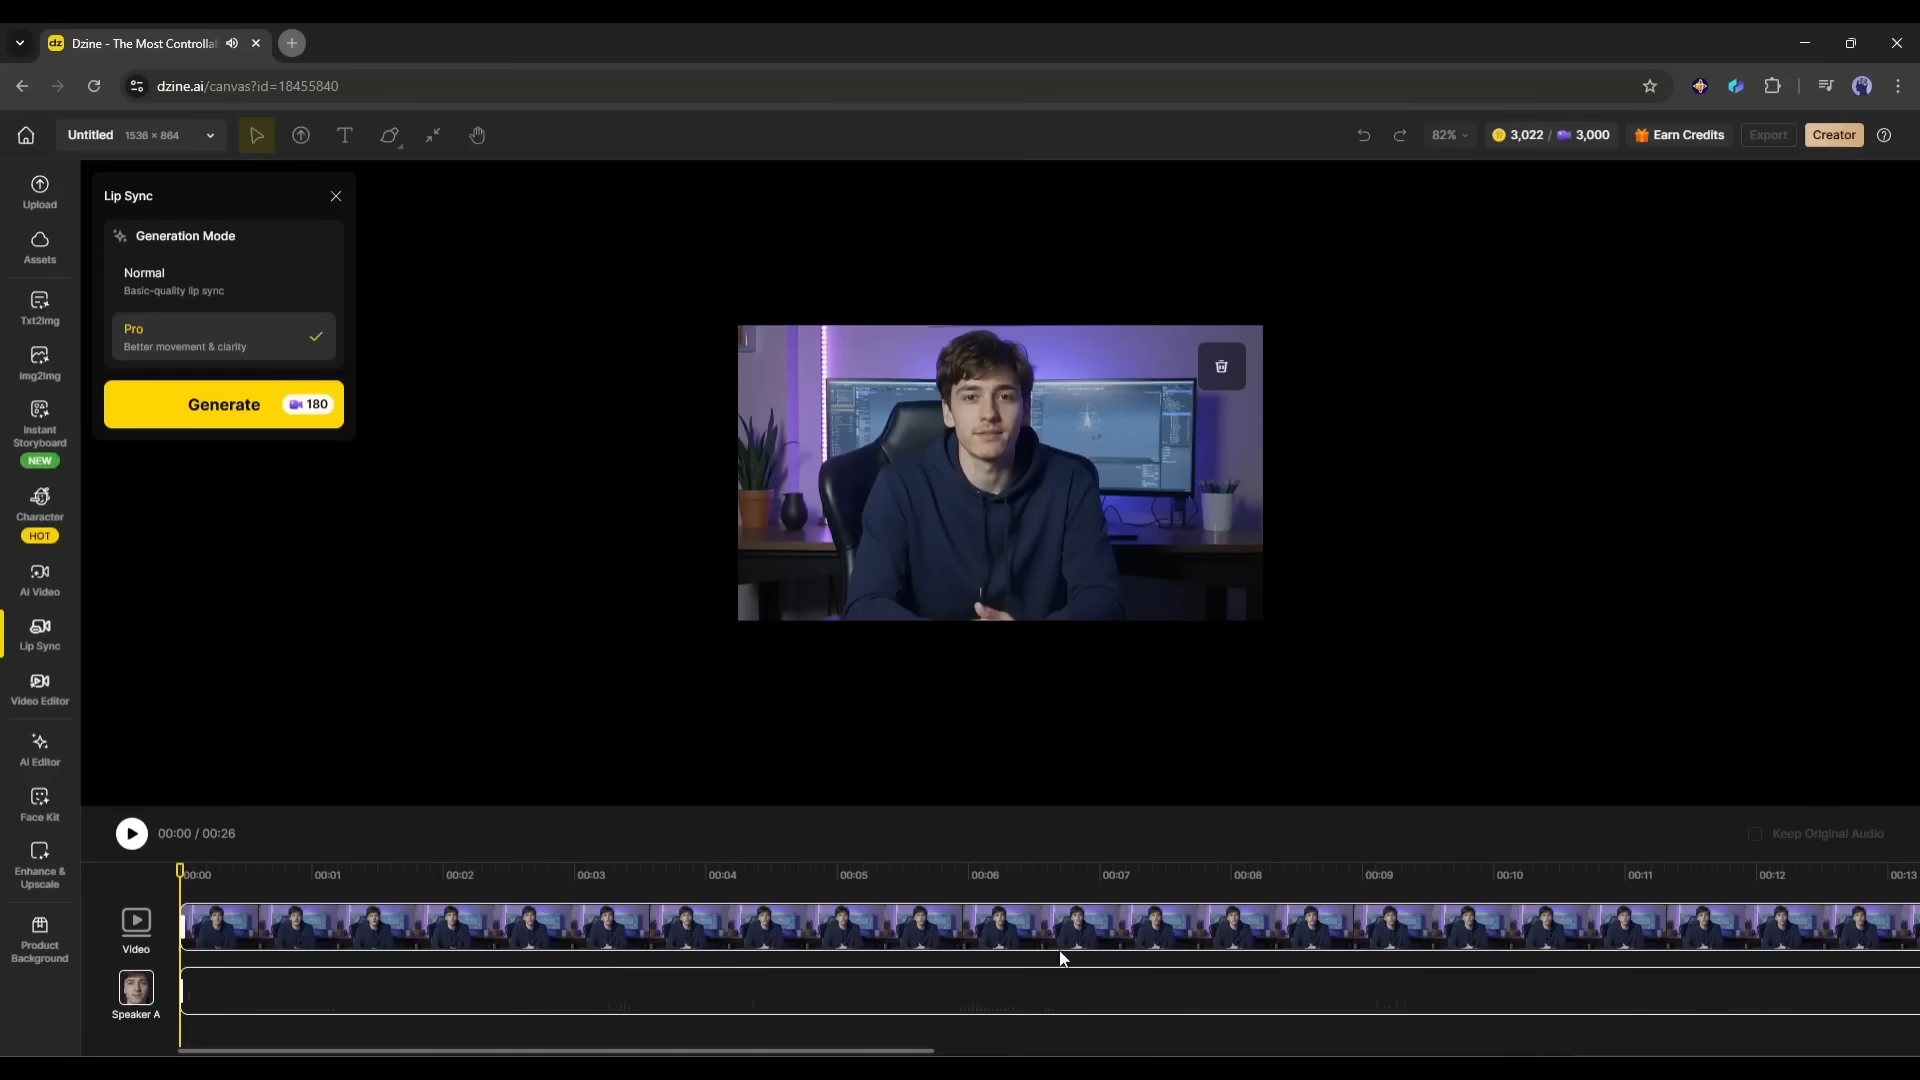 Dzine - The Most Controlla
dzine.ai/canvas?id=18455840
Untitled 1536 × 864
82%
3,022 / 3,000
Earn Credits
Export
Creator
Upload
Assets
Txt2Img
Img2Img
Instant
Storyboard
NEW
Character
HOT
AI Video
Lip Sync
Video Editor
AI Editor
Face Kit
Enhance &
Upscale
Product
Background
Lip Sync
Generation Mode
Normal
Basic-quality lip sync
Pro
Better movement & clarity
Generate 180
00:00 / 00:26
Keep Original Audio
00:00 00:01 00:02 00:03 00:04 00:05 00:06 00:07 00:08 00:09 00:10 00:11 00:12 00:13
Video
Speaker A